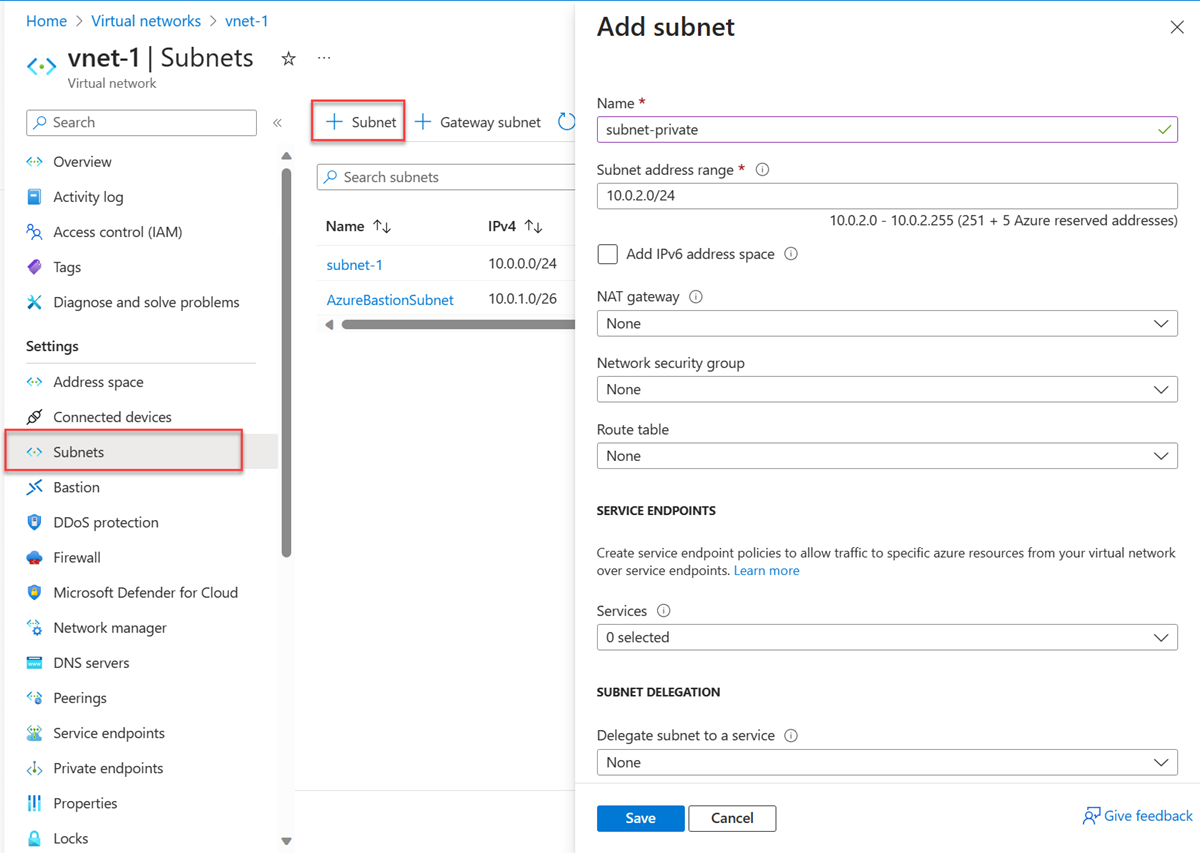 Home > Virtual networks > vnet-1
vnet-1 | Subnets
Virtual network
Search
Overview
Activity log
Access control (IAM)
Tags
Diagnose and solve problems
Settings
Address space
Connected devices
Subnets
Bastion
DDoS protection
Firewall
Microsoft Defender for Cloud
Network manager
DNS servers
Peerings
Service endpoints
Private endpoints
Properties
Locks
+ Subnet + Gateway subnet
Search subnets
Name ↑↓ IPv4 ↑↓
subnet-1 10.0.0.0/24
AzureBastionSubnet 10.0.1.0/26
Add subnet
Name *
subnet-private
Subnet address range *
10.0.2.0/24
10.0.2.0 - 10.0.2.255 (251 + 5 Azure reserved addresses)
Add IPv6 address space
NAT gateway
None
Network security group
None
Route table
None
SERVICE ENDPOINTS
Create service endpoint policies to allow traffic to specific azure resources from your virtual network
over service endpoints. Learn more
Services
0 selected
SUBNET DELEGATION
Delegate subnet to a service
None
Save Cancel
Give feedback